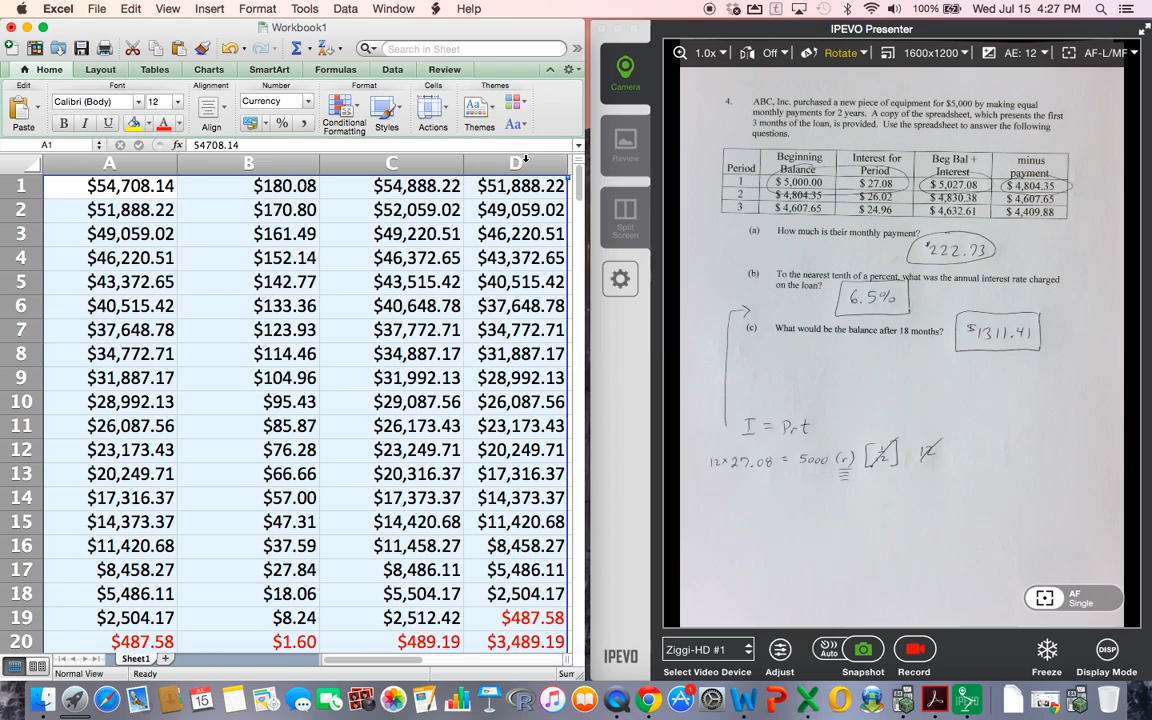 Excel File Edit View Insert Format Tools Data Window Help 100% Wed Jul 15 4:27 PM
Workbook1
Search in Sheet
Home Layout Tables Charts SmartArt Formulas Data Review
Edit Font Alignment Number Format Cells Themes
Calibri (Body) 12 Currency
Paste B I U A Align % Conditional Formatting Styles Actions Themes Aa
A1 fx 54708.14
A B C D
1 $54,708.14 $180.08 $54,888.22 $51,888.22
2 $51,888.22 $170.80 $52,059.02 $49,059.02
3 $49,059.02 $161.49 $49,220.51 $46,220.51
4 $46,220.51 $152.14 $46,372.65 $43,372.65
5 $43,372.65 $142.77 $43,515.42 $40,515.42
6 $40,515.42 $133.36 $40,648.78 $37,648.78
7 $37,648.78 $123.93 $37,772.71 $34,772.71
8 $34,772.71 $114.46 $34,887.17 $31,887.17
9 $31,887.17 $104.96 $31,992.13 $28,992.13
10 $28,992.13 $95.43 $29,087.56 $26,087.56
11 $26,087.56 $85.87 $26,173.43 $23,173.43
12 $23,173.43 $76.28 $23,249.71 $20,249.71
13 $20,249.71 $66.66 $20,316.37 $17,316.37
14 $17,316.37 $57.00 $17,373.37 $14,373.37
15 $14,373.37 $47.31 $14,420.68 $11,420.68
16 $11,420.68 $37.59 $11,458.27 $8,458.27
17 $8,458.27 $27.84 $8,486.11 $5,486.11
18 $5,486.11 $18.06 $5,504.17 $2,504.17
19 $2,504.17 $8.24 $2,512.42 $487.58
20 $487.58 $1.60 $489.19 $3,489.19
Sheet1
Normal View Ready Sum
IPEVO Presenter
1.0x Off Rotate 1600x1200 AE: 12 AF-L/MF
Camera
Review
Split Screen
IPEVO
4. ABC, Inc. purchased a new piece of equipment for $5,000 by making equal
monthly payments for 2 years. A copy of the spreadsheet, which presents the first
3 months of the loan, is provided. Use the spreadsheet to answer the following
questions.
Period Beginning Balance Interest for Period Beg Bal + Interest minus payment
1 $ 5,000.00 $ 27.08 $ 5,027.08 $ 4,804.35
2 $ 4,804.35 $ 26.02 $ 4,830.38 $ 4,607.65
3 $ 4,607.65 $ 24.96 $ 4,632.61 $ 4,409.88
(a) How much is their monthly payment?
$222.73
(b) To the nearest tenth of a percent, what was the annual interest rate charged
on the loan? 6.5%
(c) What would be the balance after 18 months? $1311.41
I = Prt
12×27.08 = 5000 (r) [1/12] 12
AF
Single
Ziggi-HD #1 Auto
Select Video Device Adjust Snapshot Record Freeze DISP Display Mode